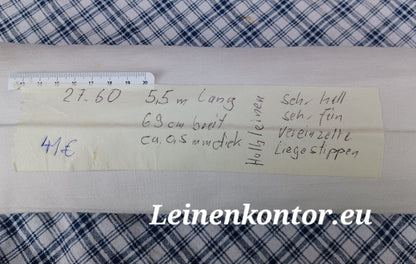 27.60
41€
5,5 m lang
69 cm breit
ca. 0,5 mm dick
Halbleinen
sehr hell
sehr fein
vereinzelte
Liegestippen
Leinenkontor.eu